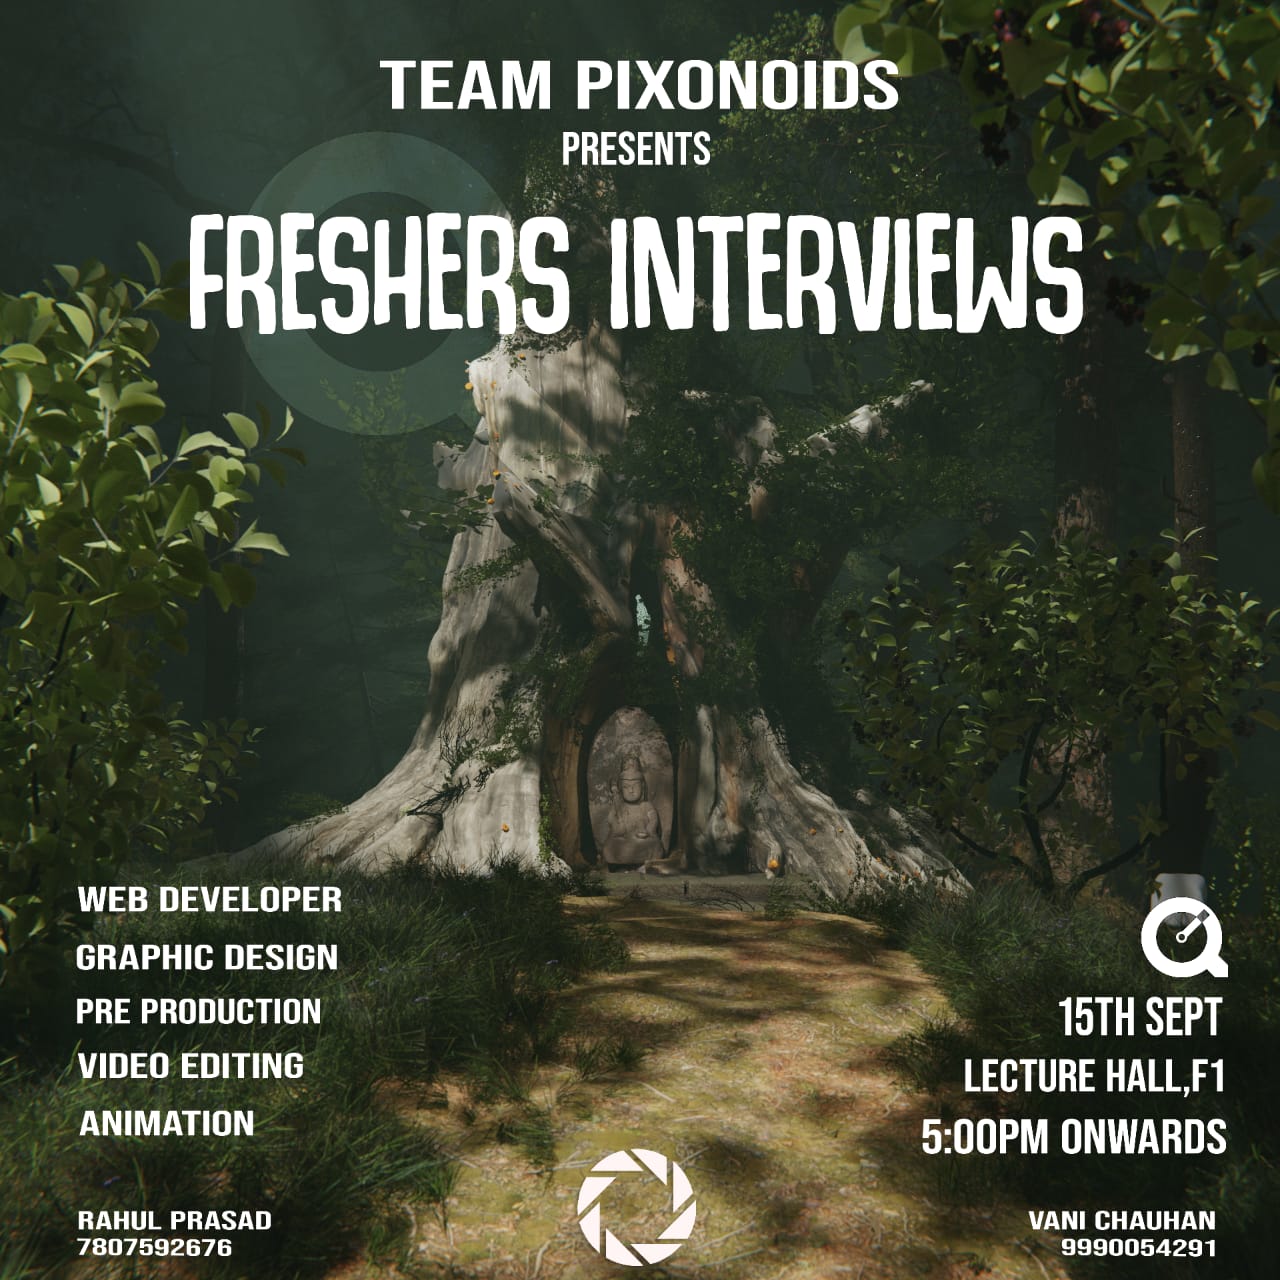 TEAM PIXONOIDS
PRESENTS
FRESHERS INTERVIEWS
WEB DEVELOPER
GRAPHIC DESIGN
PRE PRODUCTION
VIDEO EDITING
ANIMATION
15TH SEPT
LECTURE HALL,F1
5:00PM ONWARDS
RAHUL PRASAD
7807592676
VANI CHAUHAN
9990054291